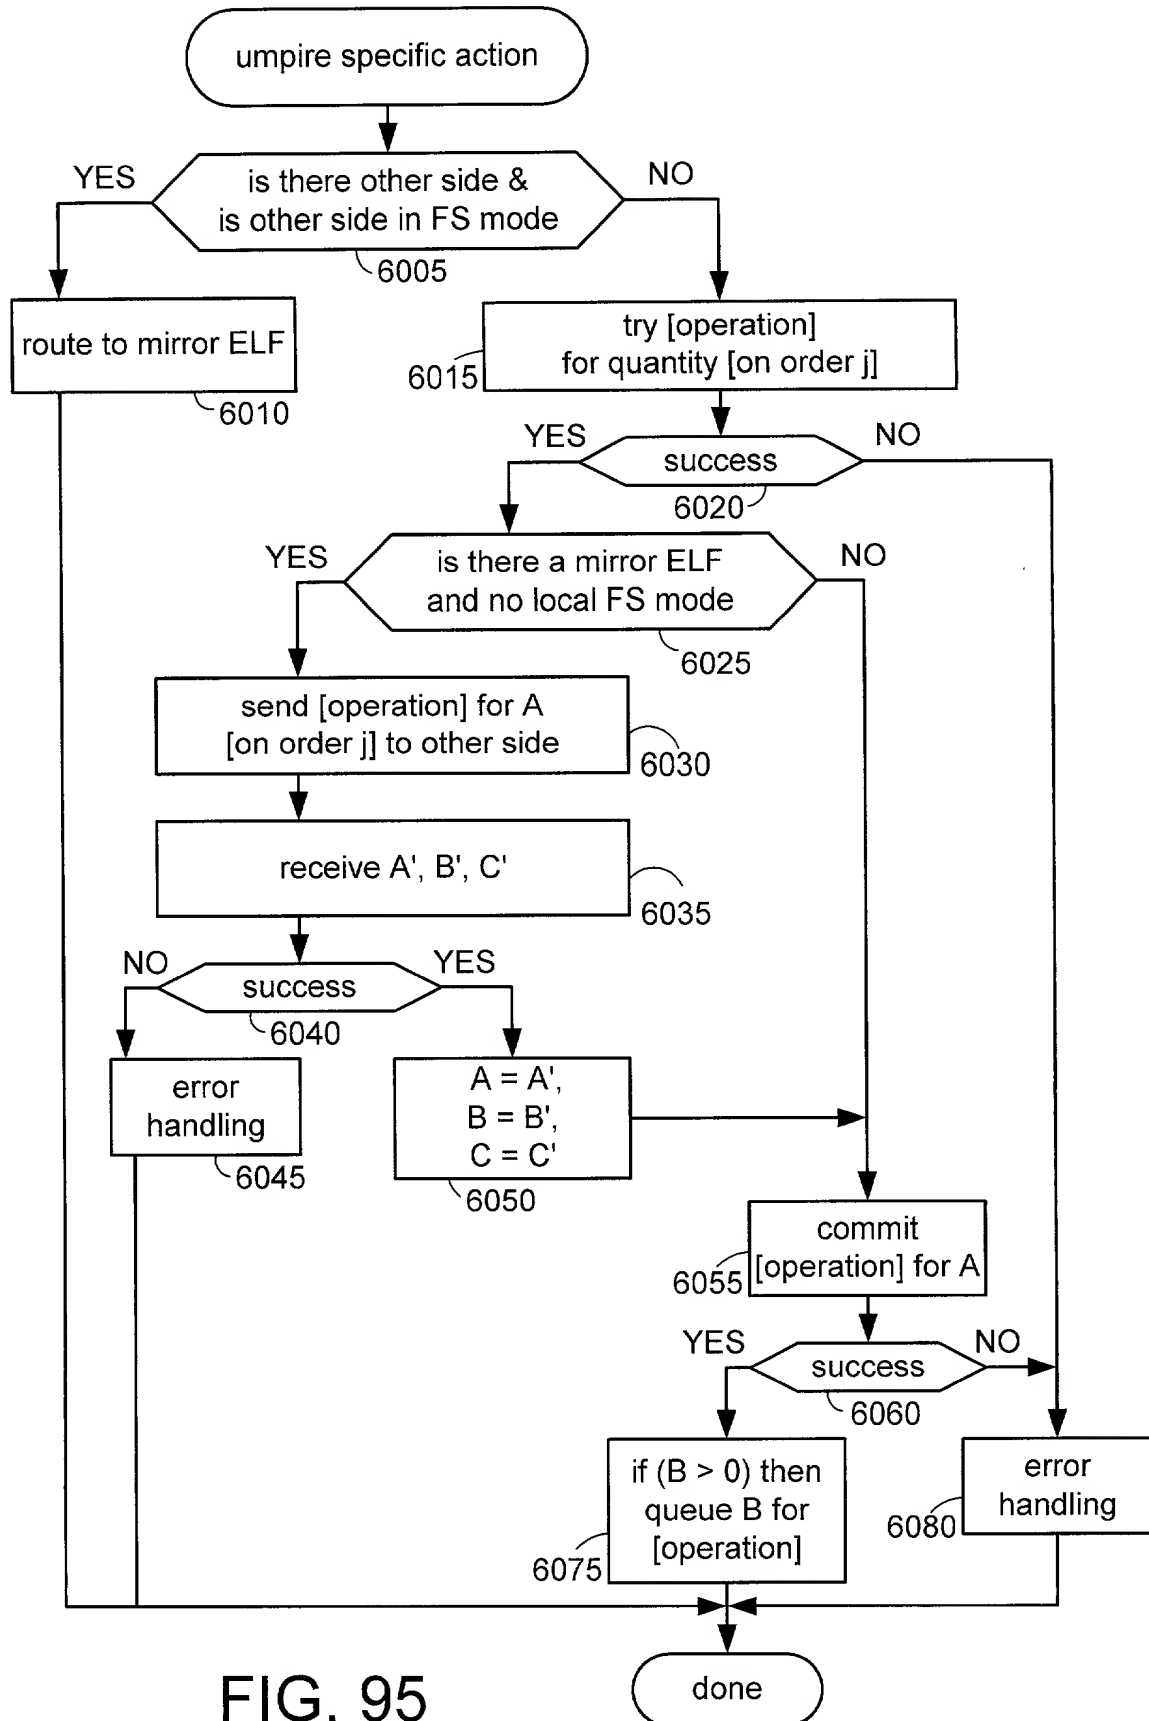 umpire specific action
YES
is there other side &
is other side in FS mode
NO
6005
route to mirror ELF
6010
try [operation]
for quantity [on order j]
6015
YES
success
NO
6020
YES
is there a mirror ELF
and no local FS mode
NO
6025
send [operation] for A
[on order j] to other side
6030
receive A', B', C'
6035
NO
success
YES
6040
error
handling
6045
A = A',
B = B',
C = C'
6050
commit
[operation] for A
6055
YES
success
NO
6060
if (B > 0) then
queue B for
[operation]
6075
error
handling
6080
done
FIG. 95